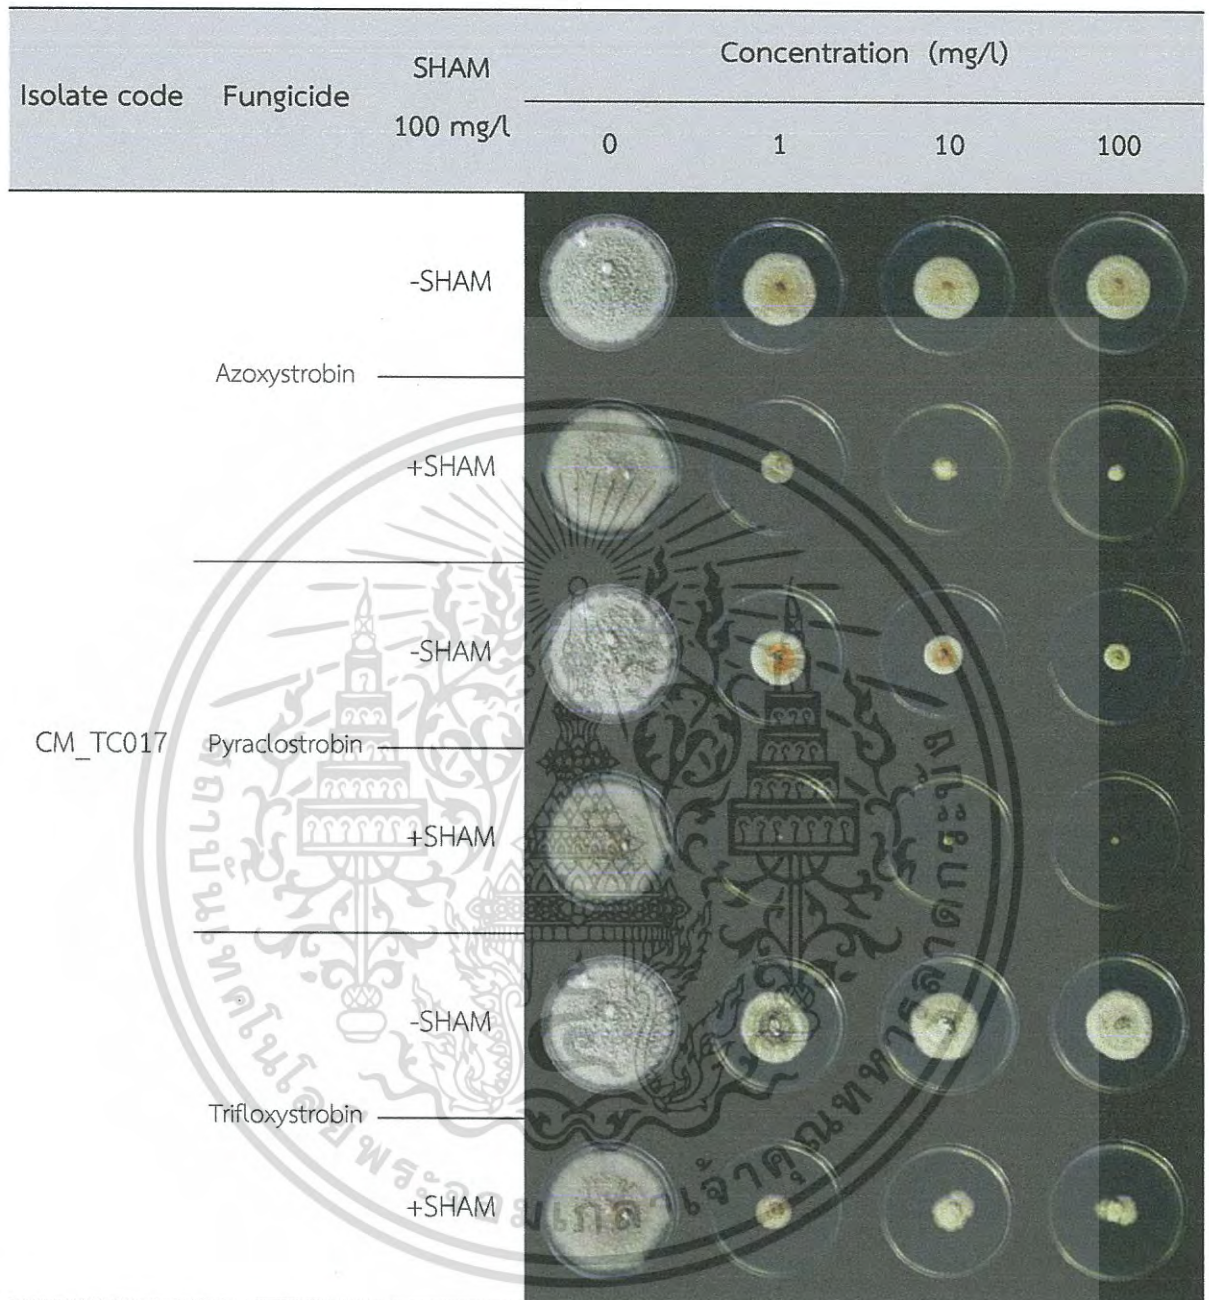 Isolate code Fungicide SHAM 100 mg/l Concentration (mg/l)
0 1 10 100
-SHAM
Azoxystrobin
+SHAM
-SHAM
CM_TC017 Pyraclostrobin
+SHAM
-SHAM
Trifloxystrobin
+SHAM